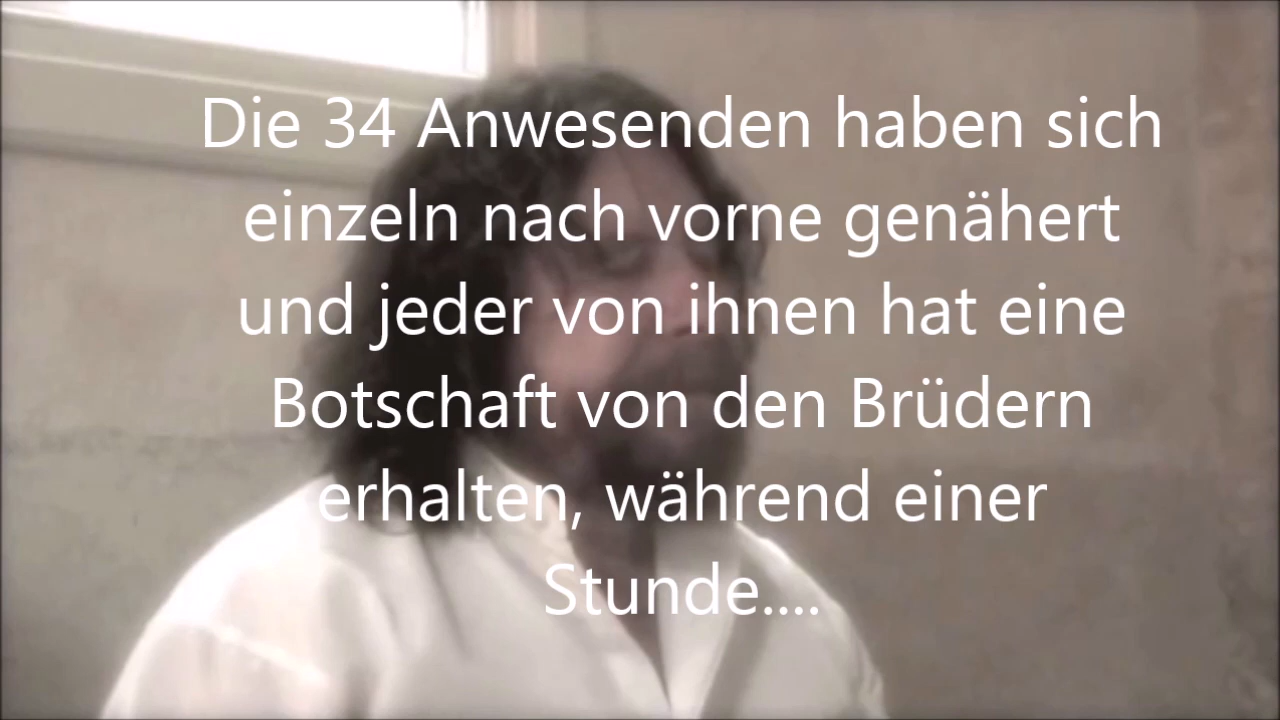 Die 34 Anwesenden haben sich
einzeln nach vorne genähert
und jeder von ihnen hat eine
Botschaft von den Brüdern
erhalten, während einer
Stunde....